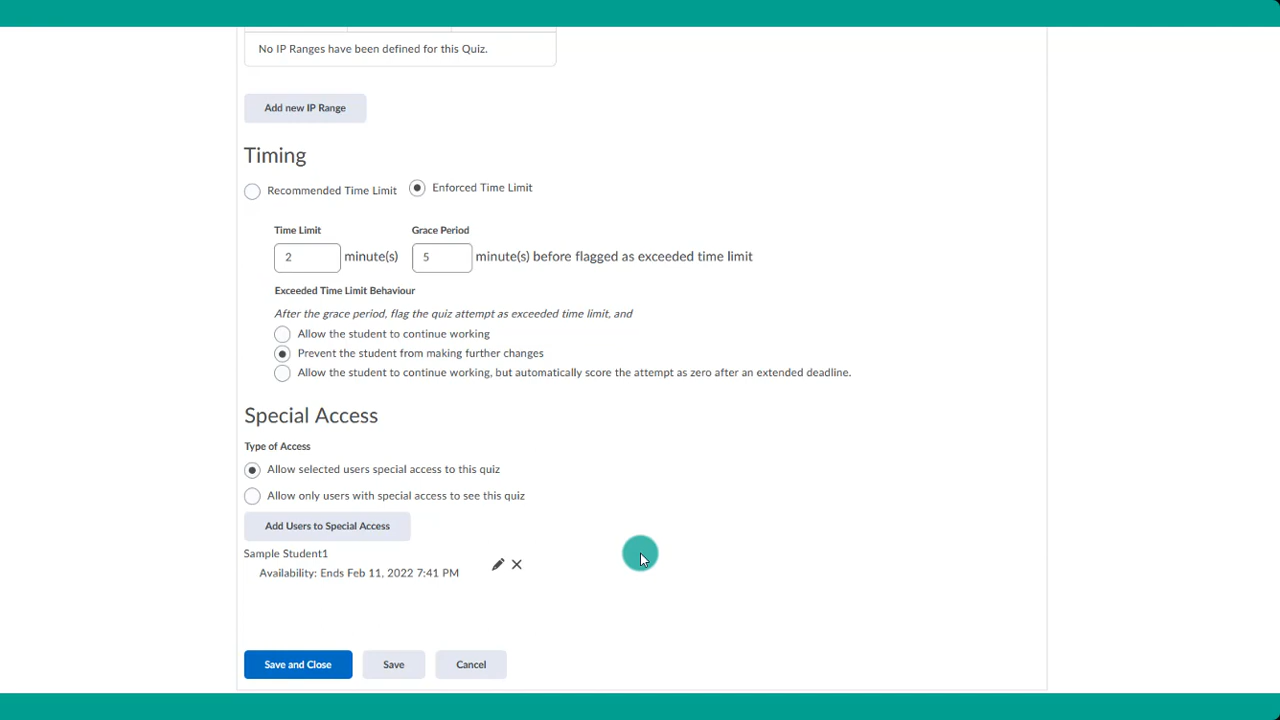 No IP Ranges have been defined for this Quiz.
Add new IP Range
Timing
Recommended Time Limit Enforced Time Limit
Time Limit Grace Period
2 minute(s) 5 minute(s) before flagged as exceeded time limit
Exceeded Time Limit Behaviour
After the grace period, flag the quiz attempt as exceeded time limit, and
Allow the student to continue working
Prevent the student from making further changes
Allow the student to continue working, but automatically score the attempt as zero after an extended deadline.
Special Access
Type of Access
Allow selected users special access to this quiz
Allow only users with special access to see this quiz
Add Users to Special Access
Sample Student1
Availability: Ends Feb 11, 2022 7:41 PM
Save and Close Save Cancel